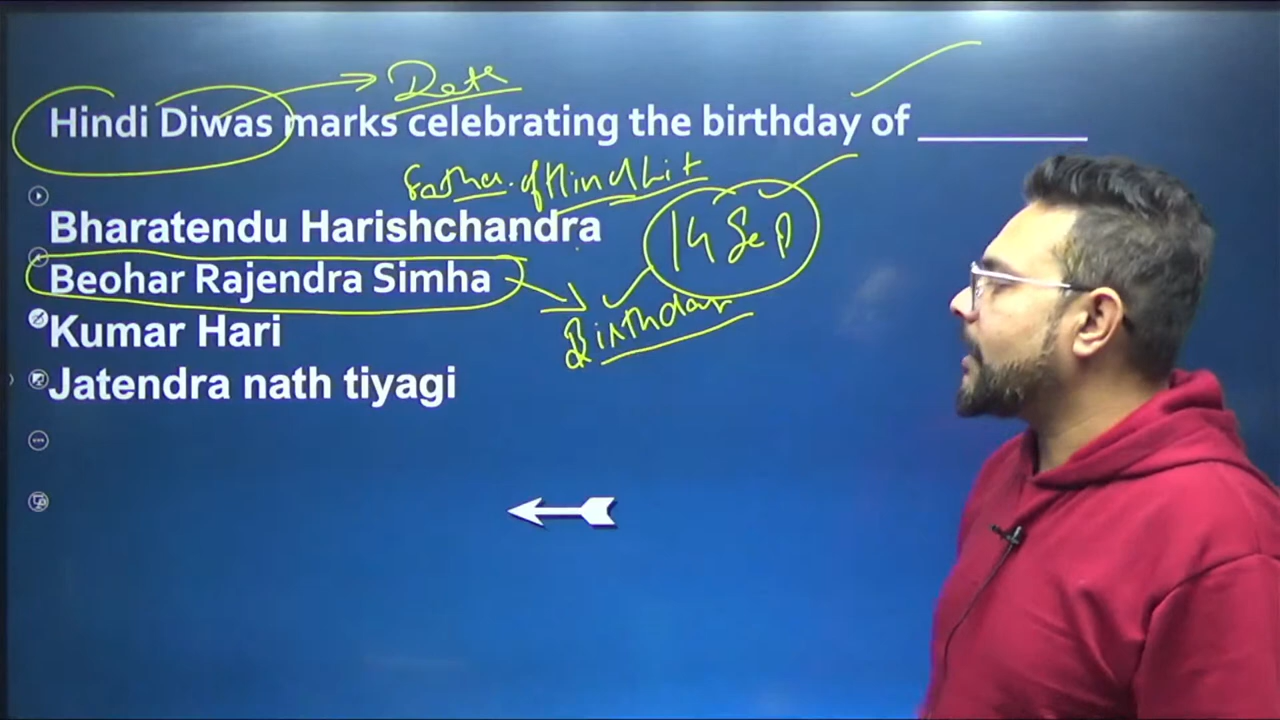 Date
Hindi Diwas marks celebrating the birthday of __________
Father of Hindi Lit
Bharatendu Harishchandra
14 Sep
Beohar Rajendra Simha
Birthday
Kumar Hari
Jatendra nath tiyagi